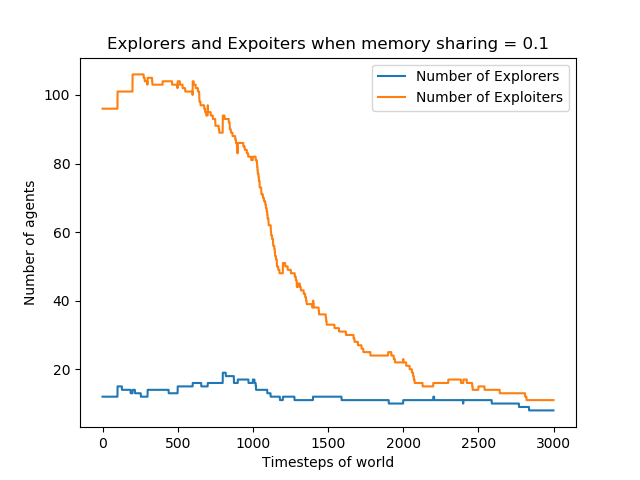 Explorers and Expoiters when memory sharing = 0.1
Number of Explorers
Number of Exploiters
Number of agents
100
80
60
40
20
0 500 1000 1500 2000 2500 3000
Timesteps of world